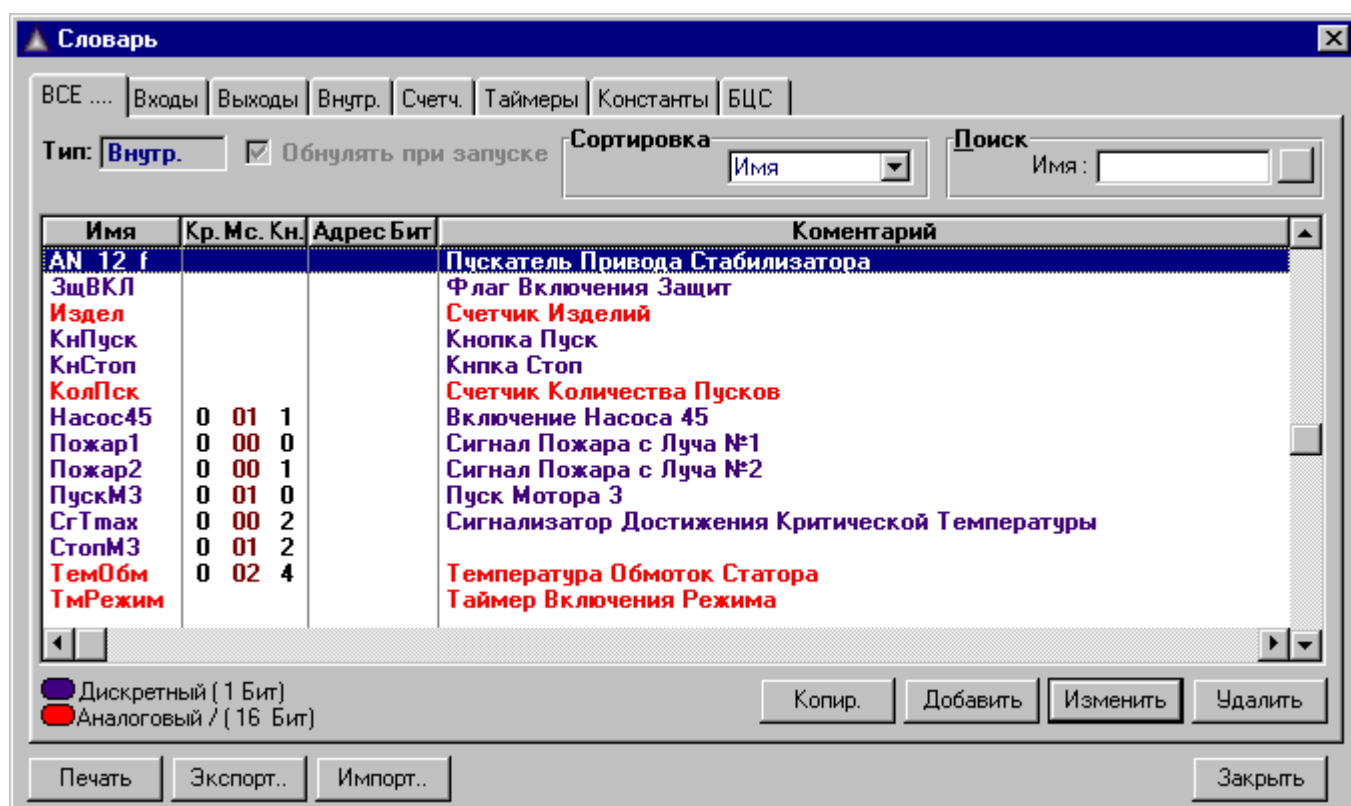 Словарь
ВСЕ .... Входы Выходы Внутр. Счетч. Таймеры Константы БЦС
Тип: Внутр. Обнулять при запуске Сортировка Имя Поиск Имя :
Имя Кр. Мс. Кн. Адрес Бит Коментарий
AN_12_f Пускатель Привода Стабилизатора
ЗщВКЛ Флаг Включения Защит
Издел Счетчик Изделий
КнПуск Кнопка Пуск
КнСтоп Кнпка Стоп
КолПск Счетчик Количества Пусков
Насос45 0 01 1 Включение Насоса 45
Пожар1 0 00 0 Сигнал Пожара с Луча №1
Пожар2 0 00 1 Сигнал Пожара с Луча №2
ПускМ3 0 01 0 Пуск Мотора 3
СгTmax 0 00 2 Сигнализатор Достижения Критической Температуры
СтопМ3 0 01 2
ТемОбм 0 02 4 Температура Обмоток Статора
ТмРежим Таймер Включения Режима
Дискретный ( 1 Бит)
Аналоговый / ( 16 Бит)
Копир. Добавить Изменить Удалить
Печать Экспорт.. Импорт.. Закрыть